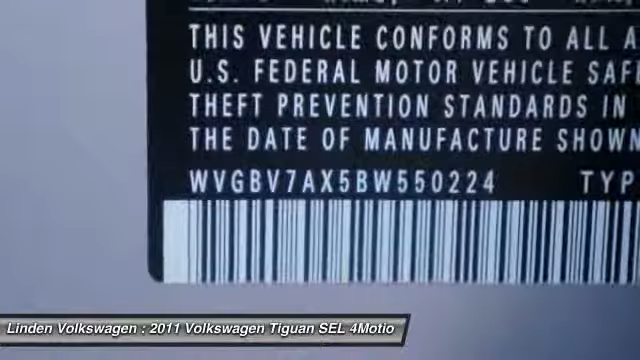 THIS VEHICLE CONFORMS TO ALL A
U.S. FEDERAL MOTOR VEHICLE SAF
THEFT PREVENTION STANDARDS IN
THE DATE OF MANUFACTURE SHOWN
WVGBV7AX5BW550224 TYP
Linden Volkswagen : 2011 Volkswagen Tiguan SEL 4Motio